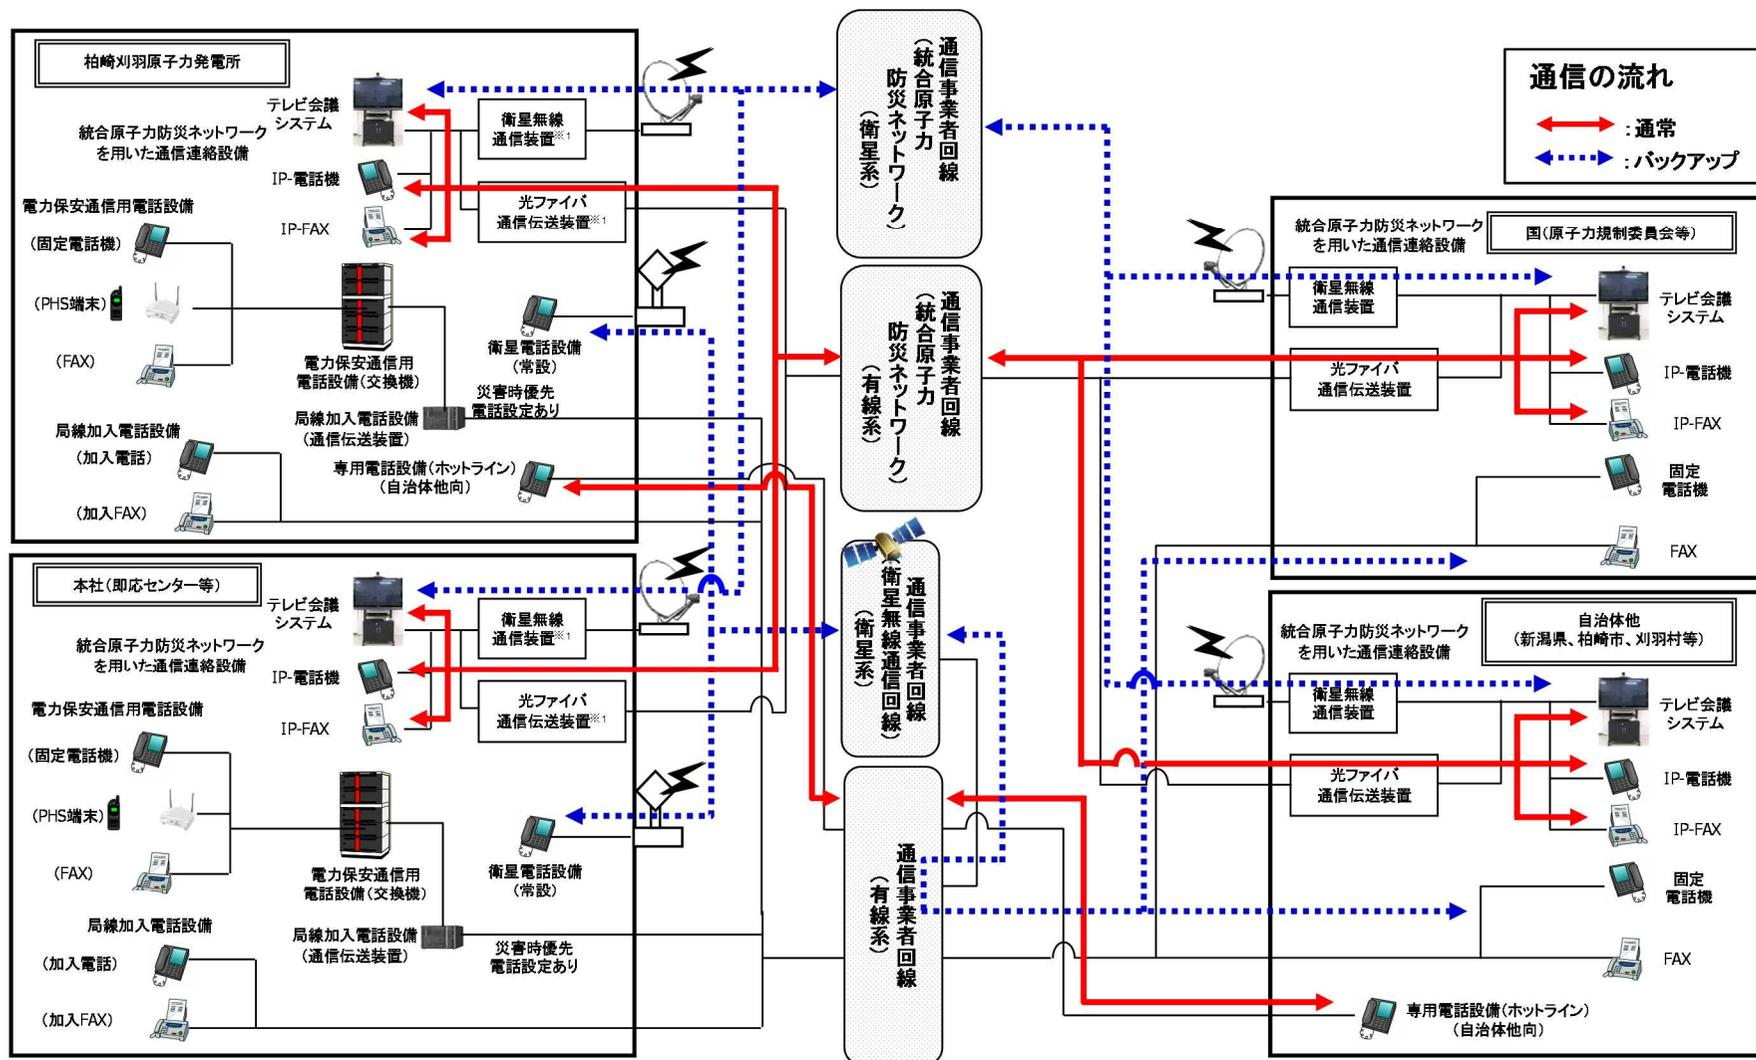 柏崎刈羽原子力発電所
テレビ会議
システム
統合原子力防災ネットワーク
を用いた通信連絡設備
衛星無線
通信装置※1
IP-電話機
光ファイバ
通信伝送装置※1
IP-FAX
電力保安通信用電話設備
(固定電話機)
(PHS端末)
(FAX)
電力保安通信用
電話設備(交換機)
衛星電話設備
(常設)
災害時優先
電話設定あり
局線加入電話設備
(通信伝送装置)
局線加入電話設備
(加入電話)
専用電話設備(ホットライン)
(自治体他向)
(加入FAX)
本社(即応センター等)
テレビ会議
システム
統合原子力防災ネットワーク
を用いた通信連絡設備
衛星無線
通信装置※1
IP-電話機
光ファイバ
通信伝送装置※1
IP-FAX
電力保安通信用電話設備
(固定電話機)
(PHS端末)
(FAX)
電力保安通信用
電話設備(交換機)
衛星電話設備
(常設)
局線加入電話設備
局線加入電話設備
(通信伝送装置)
災害時優先
電話設定あり
(加入電話)
(加入FAX)
通信事業者回線
(統合原子力
防災ネットワーク)
(衛星系)
通信事業者回線
(統合原子力
防災ネットワーク)
(有線系)
通信事業者回線
(衛星無線通信回線)
(衛星系)
通信事業者回線
(有線系)
通信の流れ
:通常
:バックアップ
統合原子力防災ネットワーク
を用いた通信連絡設備
国(原子力規制委員会等)
衛星無線
通信装置
テレビ会議
システム
光ファイバ
通信伝送装置
IP-電話機
IP-FAX
固定
電話機
FAX
統合原子力防災ネットワーク
を用いた通信連絡設備
自治体他
(新潟県、柏崎市、刈羽村等)
衛星無線
通信装置
テレビ会議
システム
光ファイバ
通信伝送装置
IP-電話機
IP-FAX
固定
電話機
FAX
専用電話設備(ホットライン)
(自治体他向)